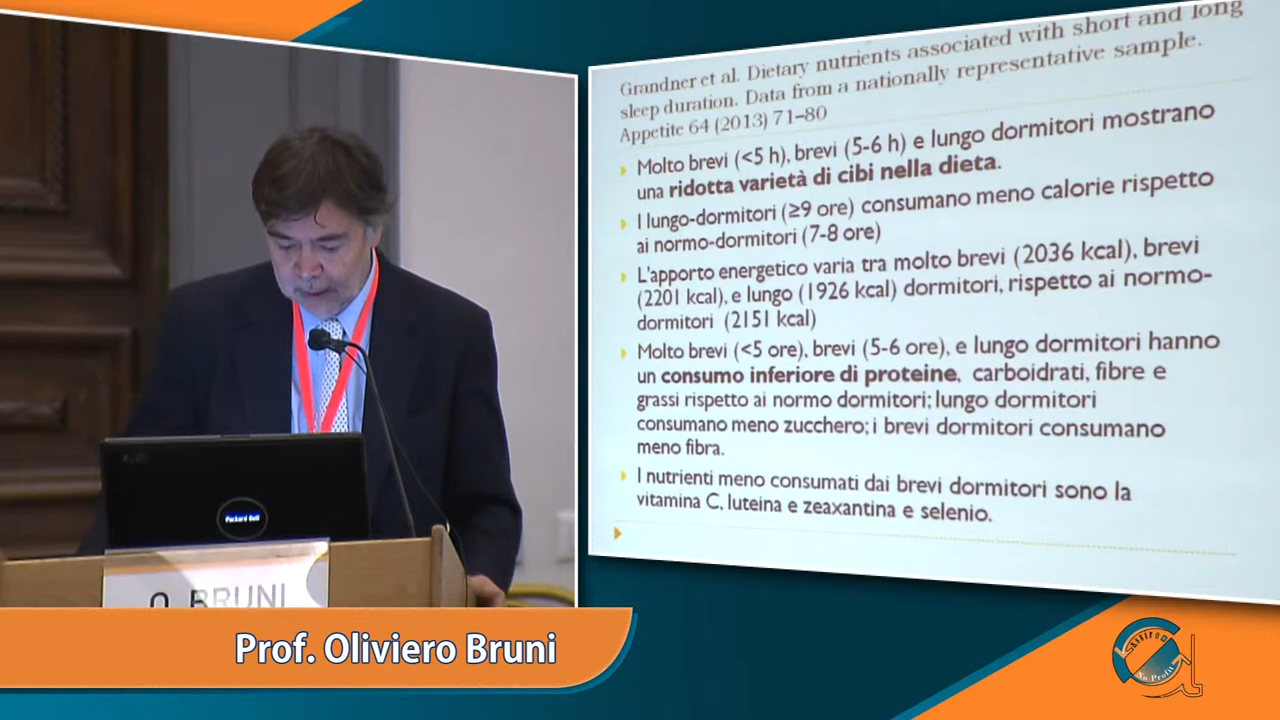 Grandner et al. Dietary nutrients associated with short and long
sleep duration. Data from a nationally representative sample.
Appetite 64 (2013) 71–80
Molto brevi (<5 h), brevi (5-6 h) e lungo dormitori mostrano
una ridotta varietà di cibi nella dieta.
I lungo-dormitori (≥9 ore) consumano meno calorie rispetto
ai normo-dormitori (7-8 ore)
L'apporto energetico varia tra molto brevi (2036 kcal), brevi
(2201 kcal), e lungo (1926 kcal) dormitori, rispetto ai normo-
dormitori (2151 kcal)
Molto brevi (<5 ore), brevi (5-6 ore), e lungo dormitori hanno
un consumo inferiore di proteine, carboidrati, fibre e
grassi rispetto ai normo dormitori; lungo dormitori
consumano meno zucchero; i brevi dormitori consumano
meno fibra.
I nutrienti meno consumati dai brevi dormitori sono la
vitamina C, luteina e zeaxantina e selenio.
Packard Bell
O. BRUNI
Prof. Oliviero Bruni
No Profit